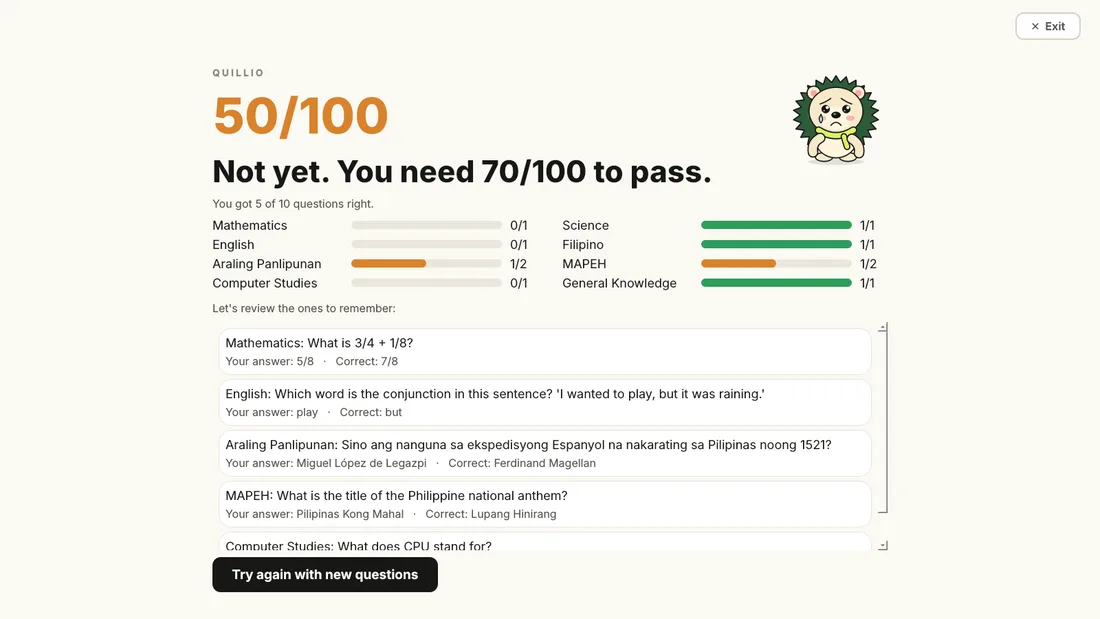 × Exit
QUILLIO
50/100
Not yet. You need 70/100 to pass.
You got 5 of 10 questions right.
Mathematics 0/1 Science 1/1
English 0/1 Filipino 1/1
Araling Panlipunan 1/2 MAPEH 1/2
Computer Studies 0/1 General Knowledge 1/1
Let's review the ones to remember:
Mathematics: What is 3/4 + 1/8?
Your answer: 5/8 · Correct: 7/8
English: Which word is the conjunction in this sentence? 'I wanted to play, but it was raining.'
Your answer: play · Correct: but
Araling Panlipunan: Sino ang nanguna sa ekspedisyong Espanyol na nakarating sa Pilipinas noong 1521?
Your answer: Miguel López de Legazpi · Correct: Ferdinand Magellan
MAPEH: What is the title of the Philippine national anthem?
Your answer: Pilipinas Kong Mahal · Correct: Lupang Hinirang
Computer Studies: What does CPU stand for?
Try again with new questions